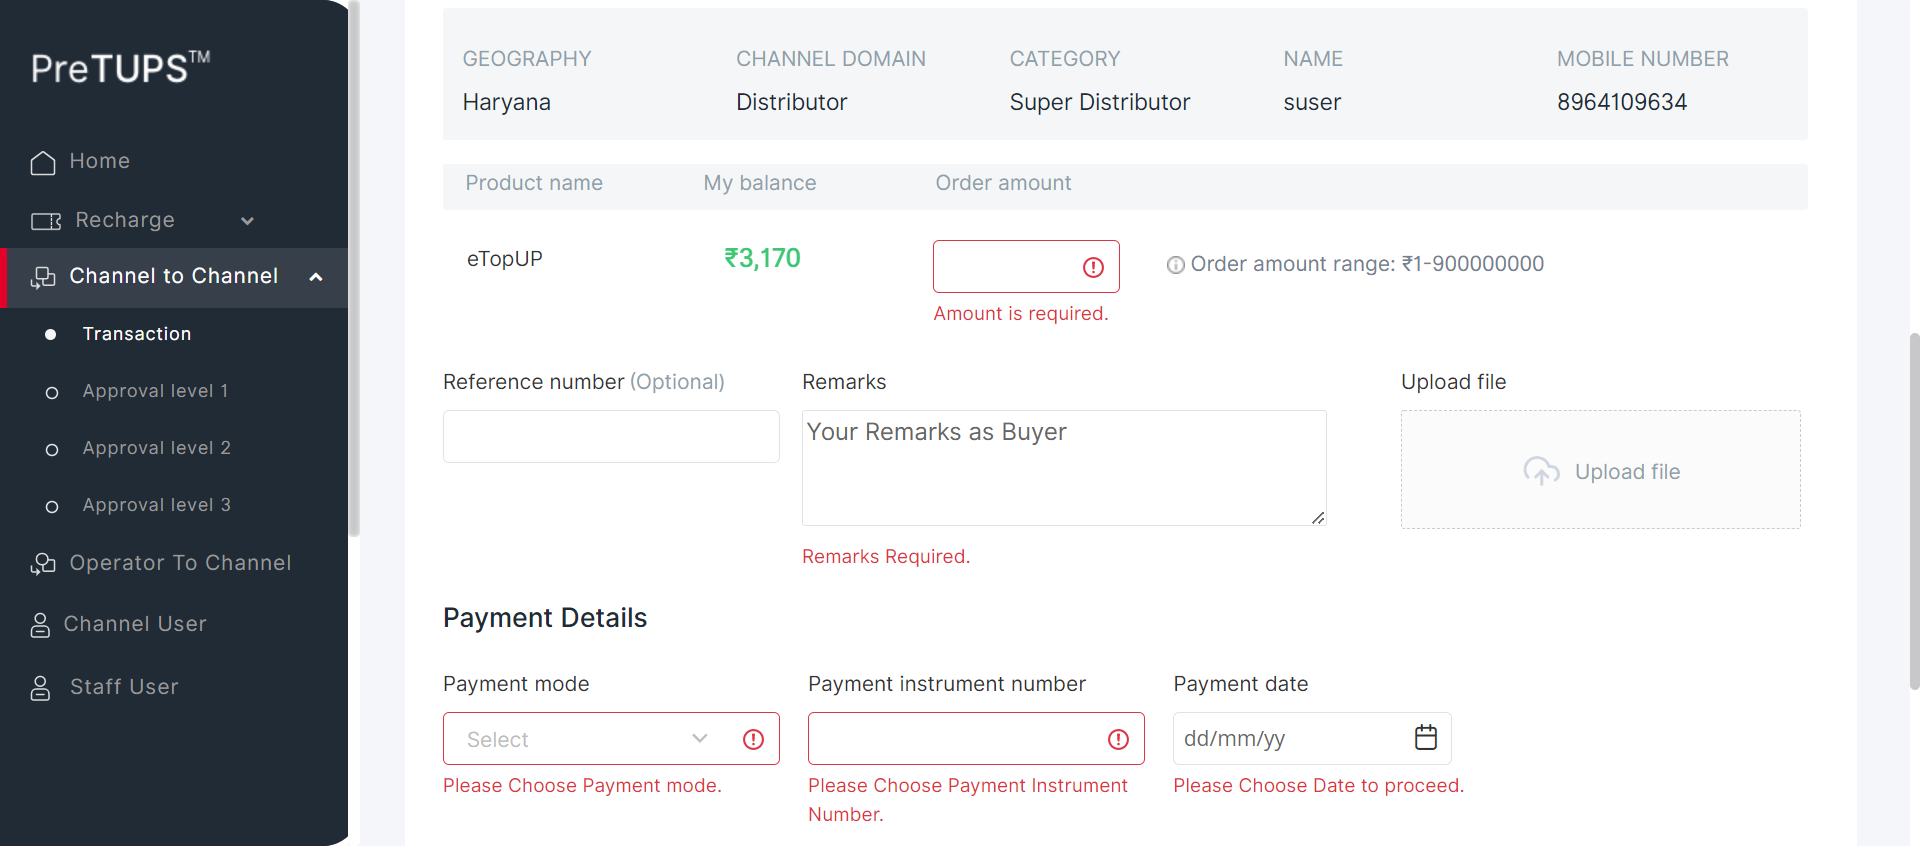 PreTUPS™
Home
Recharge
Channel to Channel
Transaction
Approval level 1
Approval level 2
Approval level 3
Operator To Channel
Channel User
Staff User
GEOGRAPHY CHANNEL DOMAIN CATEGORY NAME MOBILE NUMBER
Haryana Distributor Super Distributor suser 8964109634
Product name My balance Order amount
eTopUP ₹3,170 Order amount range: ₹1-900000000
Amount is required.
Reference number (Optional) Remarks Upload file
Your Remarks as Buyer
Upload file
Remarks Required.
Payment Details
Payment mode Payment instrument number Payment date
Select dd/mm/yy
Please Choose Payment mode. Please Choose Payment Instrument Please Choose Date to proceed.
Number.